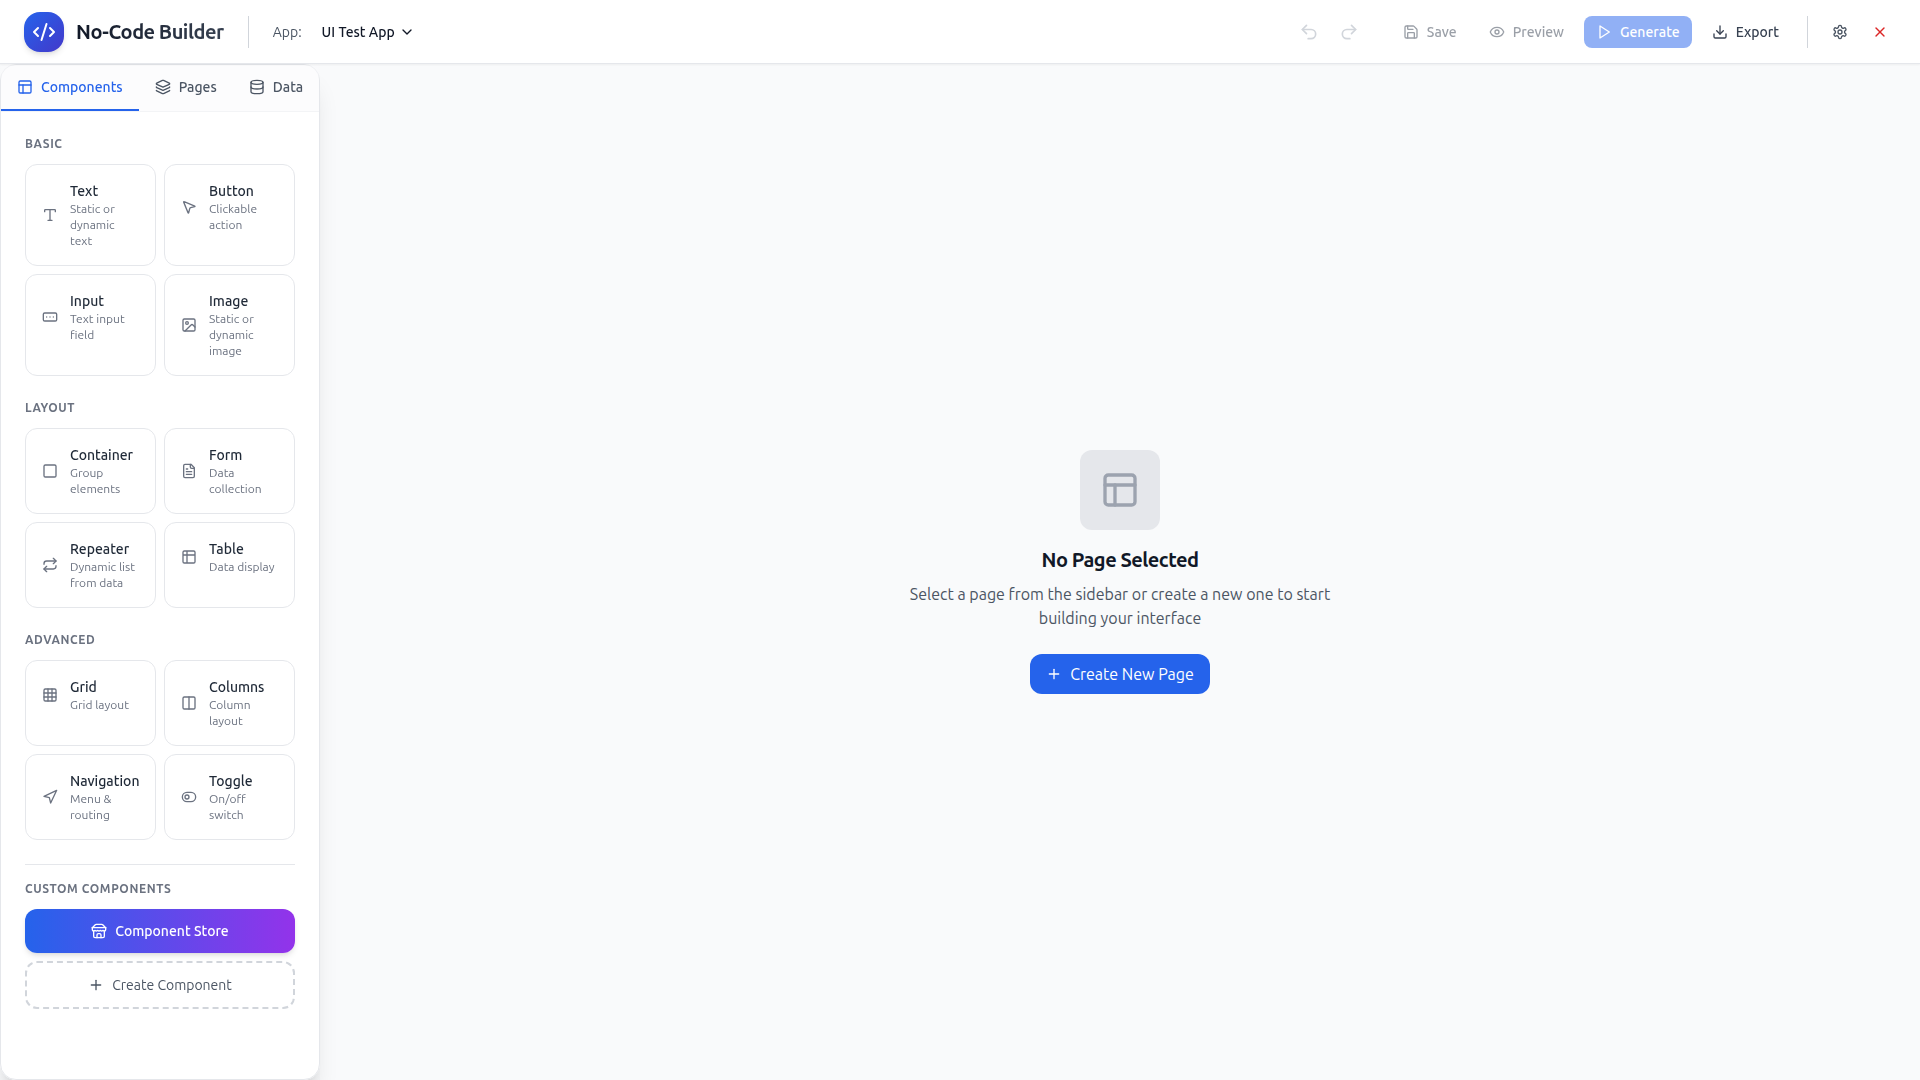 No-Code Builder
App: UI Test App
Save
Preview
Generate
Export
Components
Pages
Data
BASIC
Text
Static or
dynamic
text
Button
Clickable
action
Input
Text input
field
Image
Static or
dynamic
image
LAYOUT
Container
Group
elements
Form
Data
collection
Repeater
Dynamic list
from data
Table
Data display
ADVANCED
Grid
Grid layout
Columns
Column
layout
Navigation
Menu &
routing
Toggle
On/off
switch
CUSTOM COMPONENTS
Component Store
Create Component
No Page Selected
Select a page from the sidebar or create a new one to start
building your interface
Create New Page